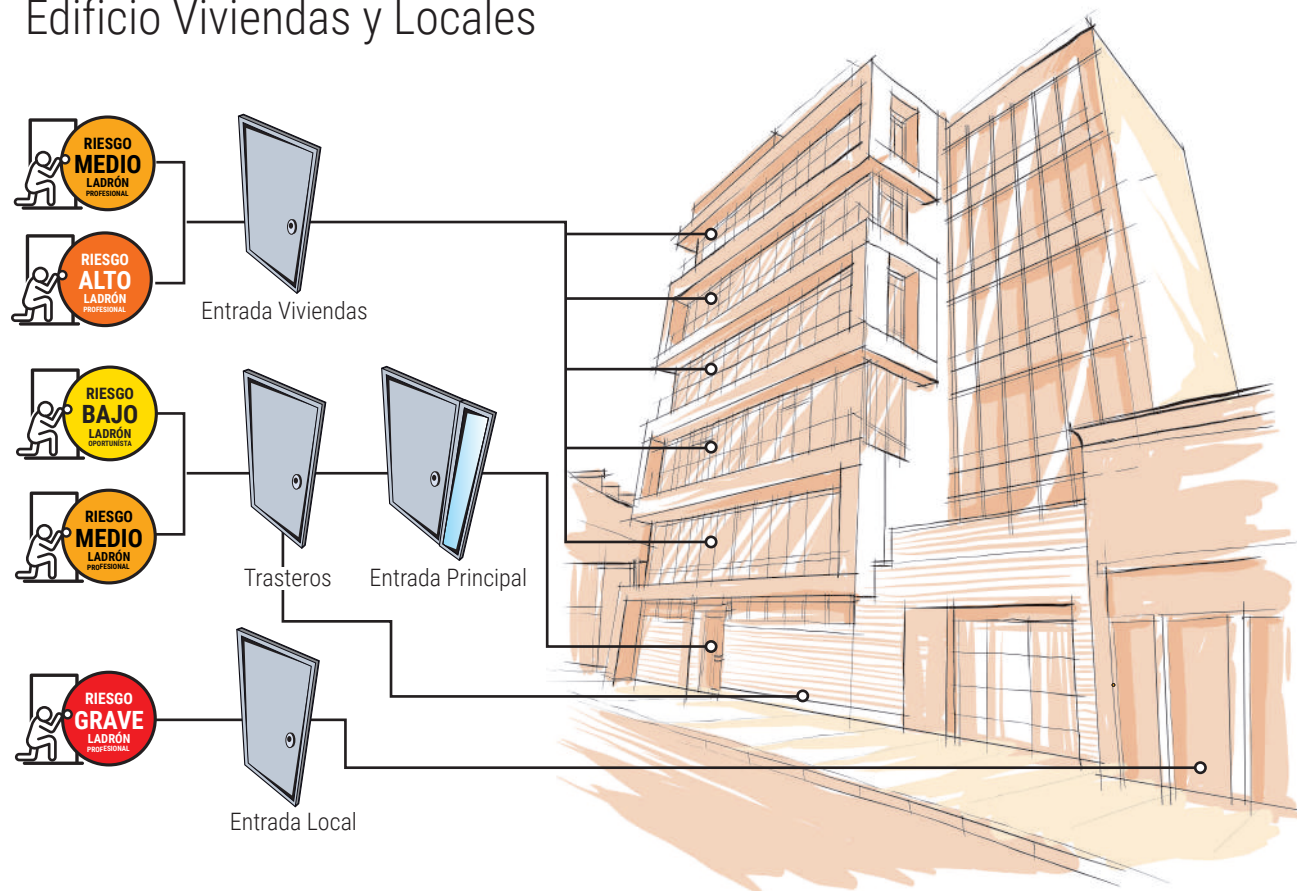 Edificio Viviendas y Locales
RIESGO
MEDIO
LADRÓN
PROFESIONAL
RIESGO
ALTO
LADRÓN
PROFESIONAL
Entrada Viviendas
RIESGO
BAJO
LADRÓN
OPORTUNISTA
RIESGO
MEDIO
LADRÓN
PROFESIONAL
Trasteros
Entrada Principal
RIESGO
GRAVE
LADRÓN
PROFESIONAL
Entrada Local